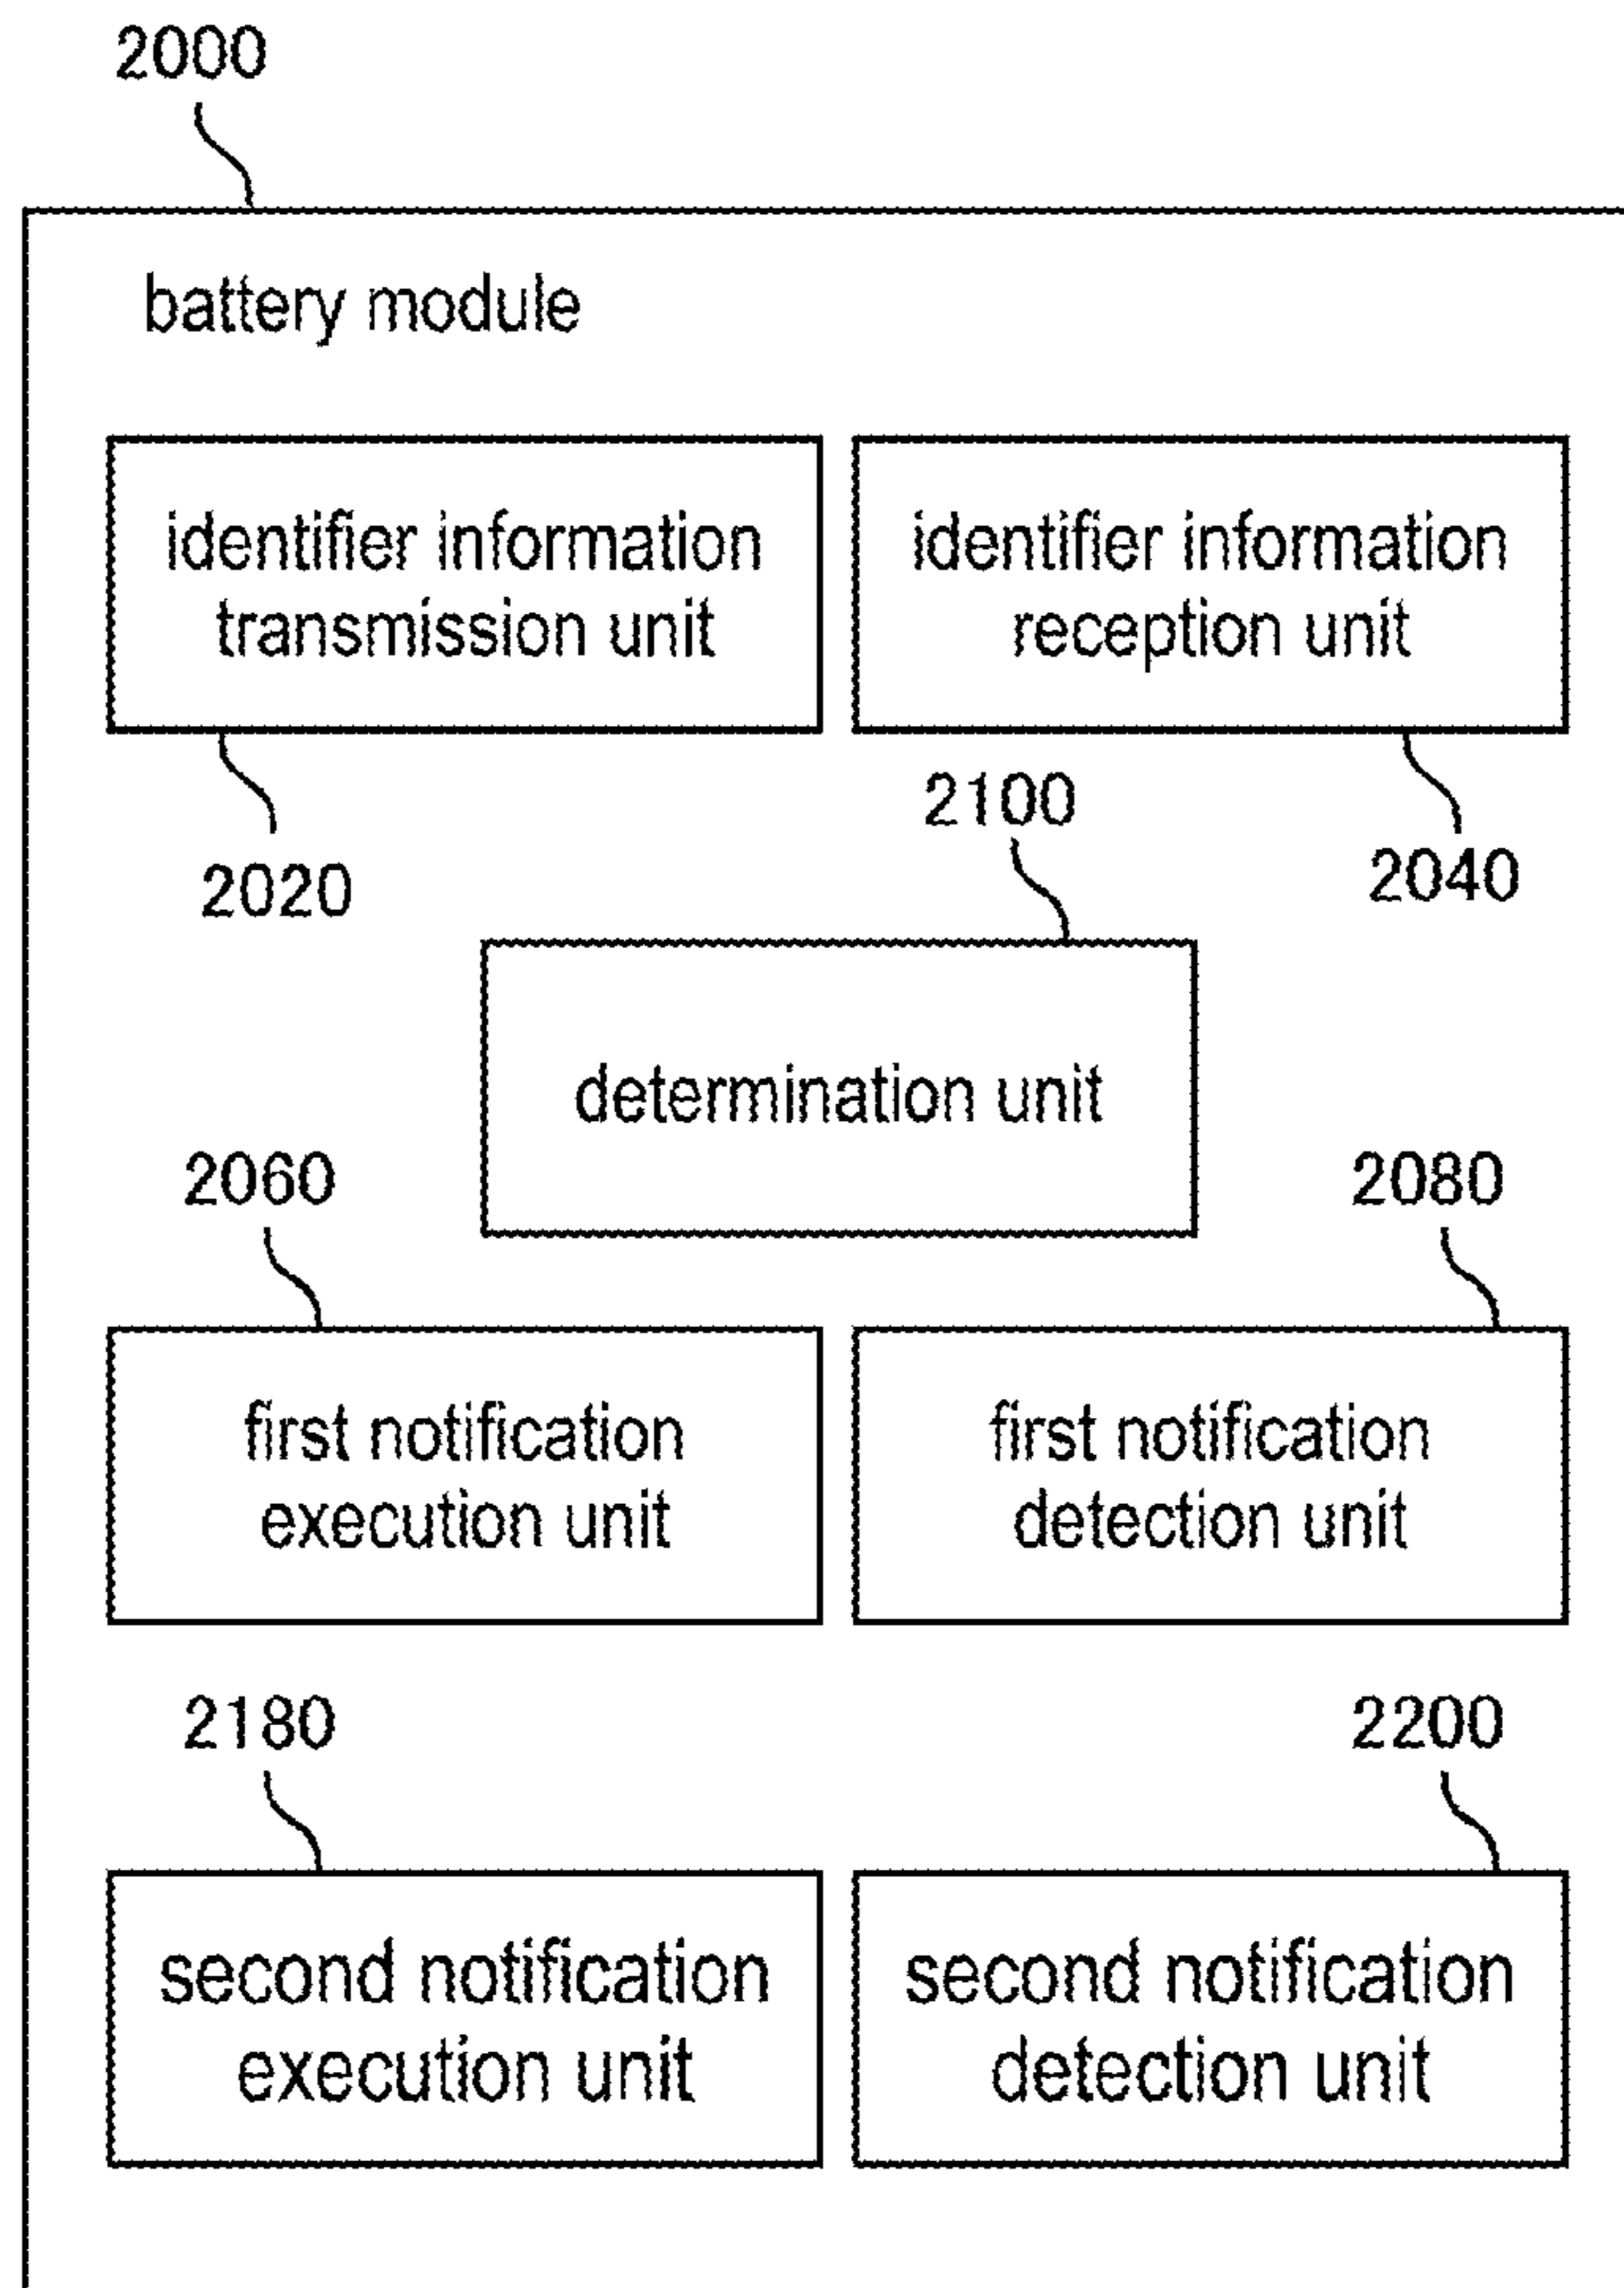 2000
battery module
identifier information
transmission unit
identifier information
reception unit
2020
2100
2040
determination unit
2060
2080
first notification
execution unit
first notification
detection unit
2180
2200
second notification
execution unit
second notification
detection unit